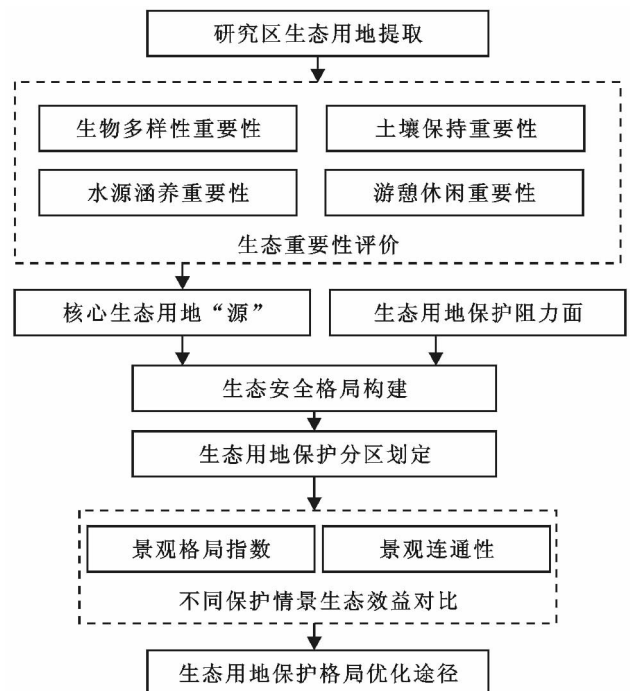 研究区生态用地提取
生物多样性重要性
土壤保持重要性
水源涵养重要性
游憩休闲重要性
生态重要性评价
核心生态用地“源”
生态用地保护阻力面
生态安全格局构建
生态用地保护分区划定
景观格局指数
景观连通性
不同保护情景生态效益对比
生态用地保护格局优化途径